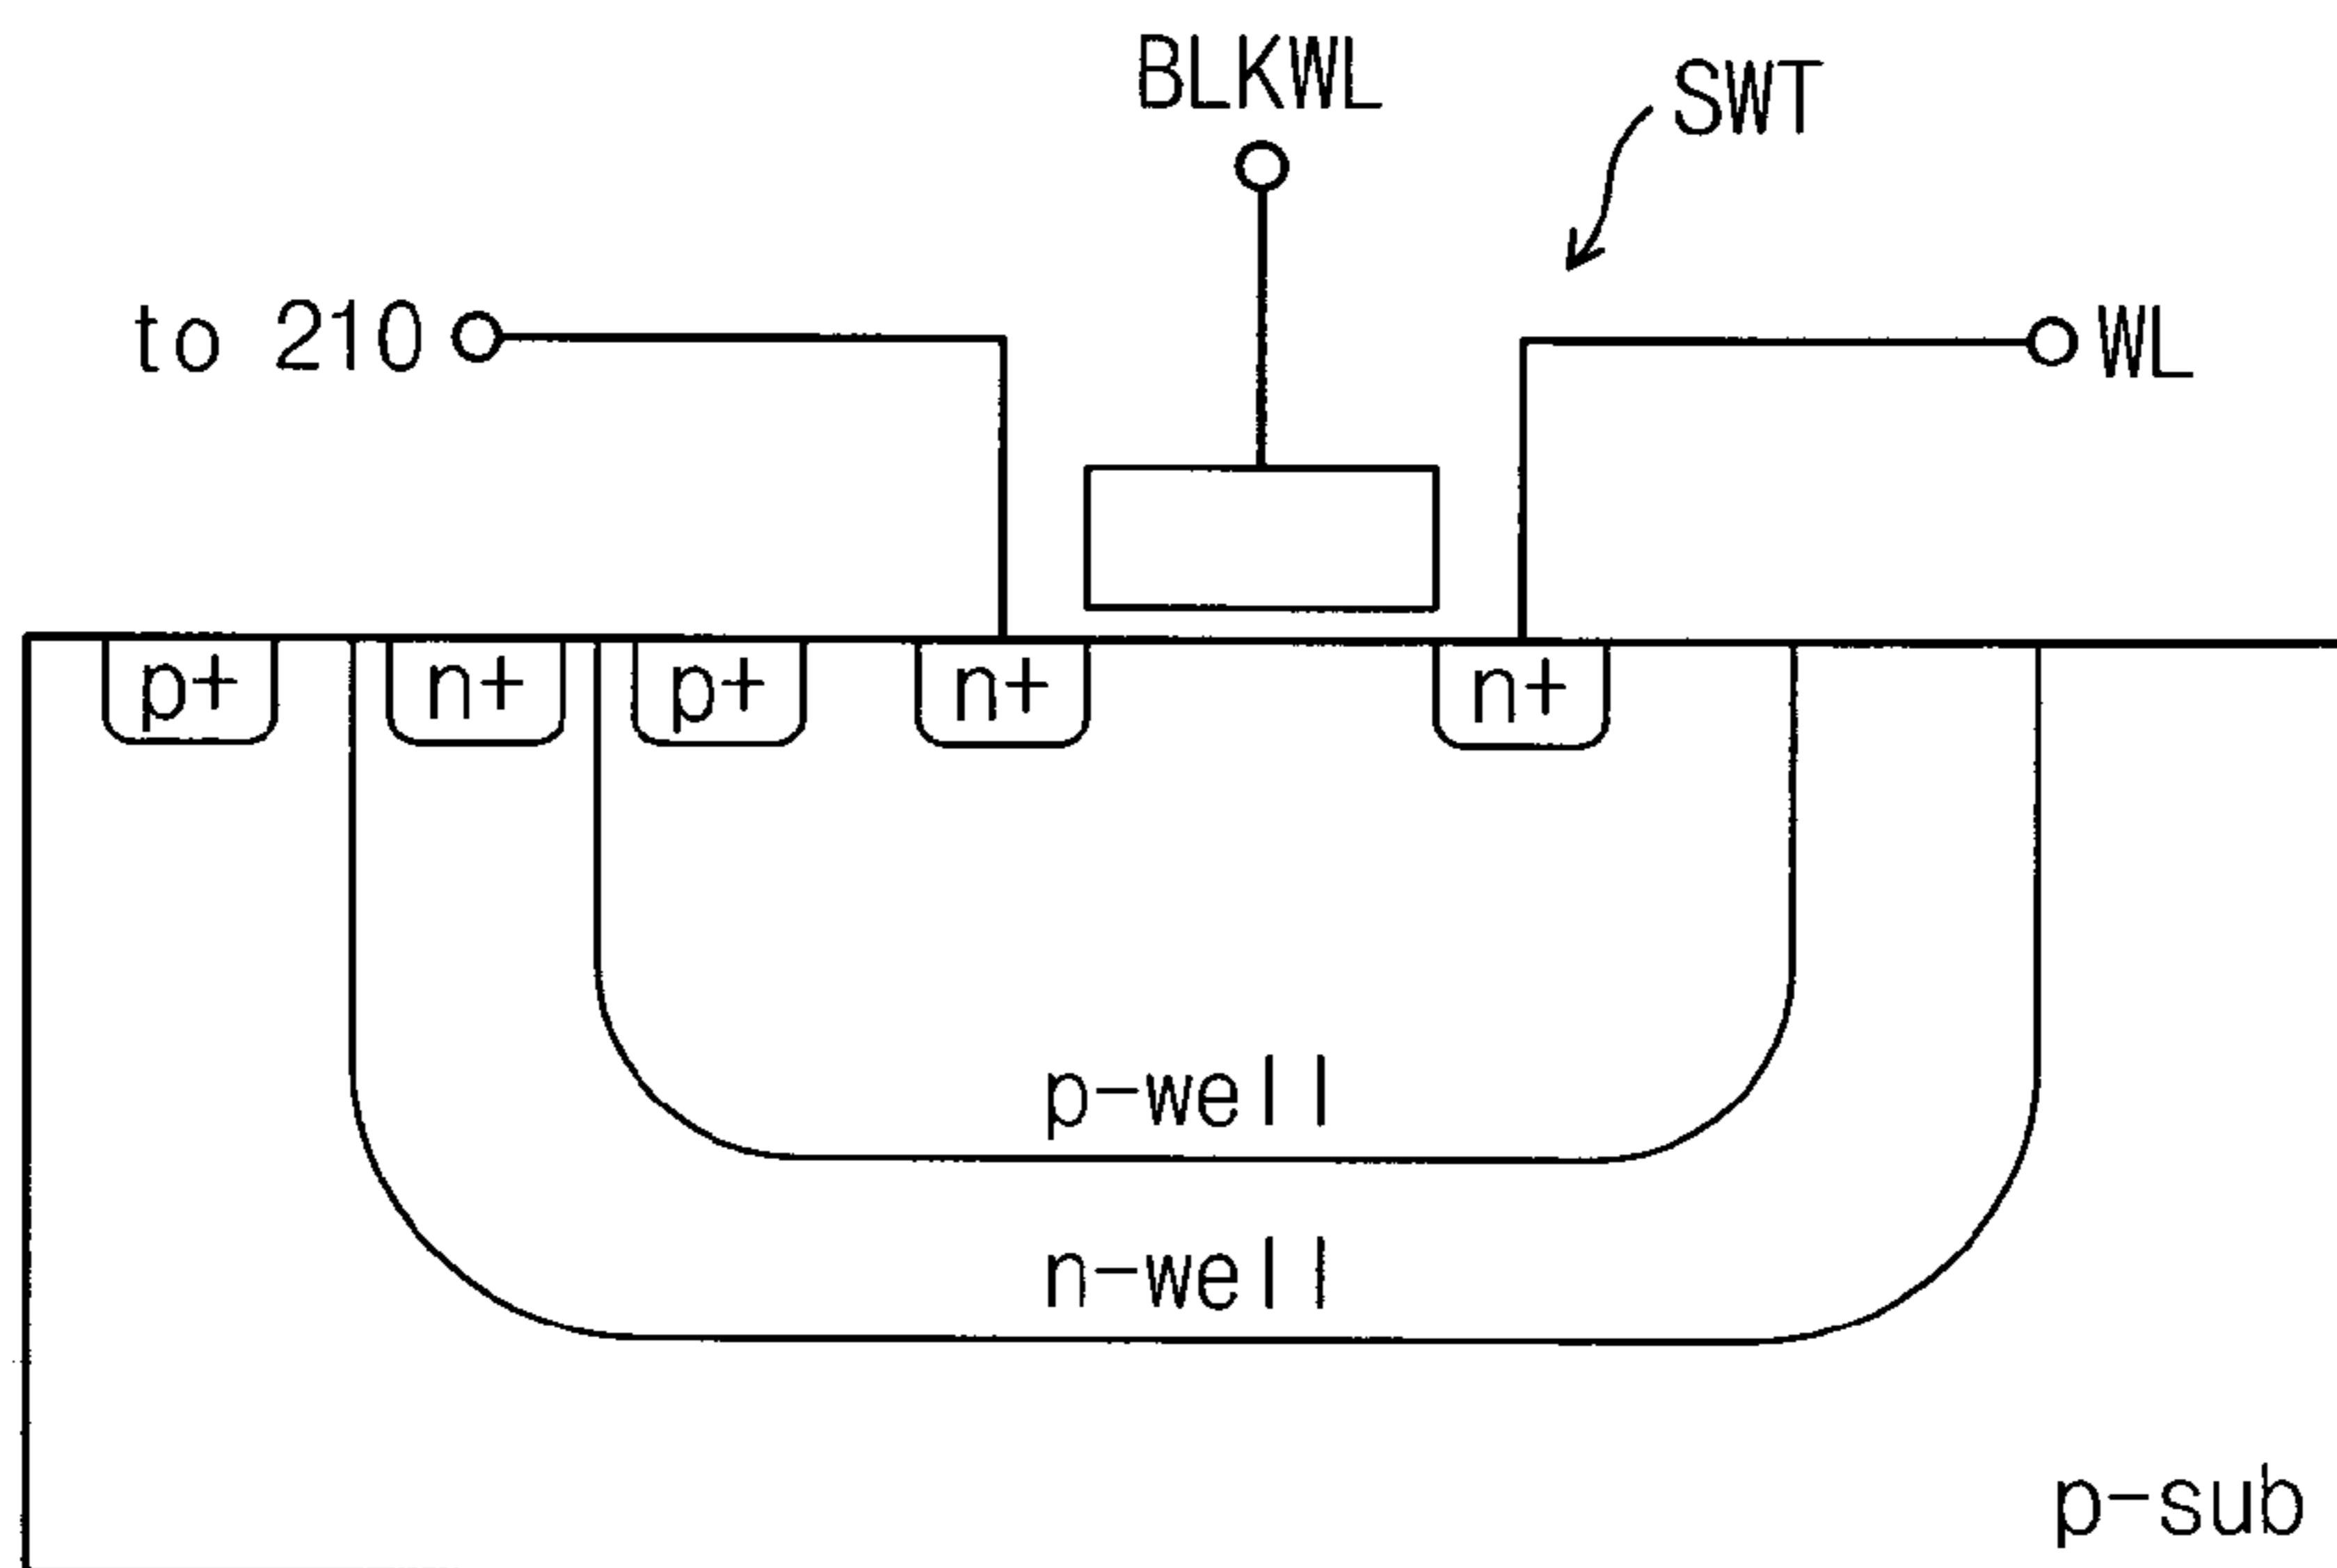 BLKWL
SWT
to 210
WL
p+ n+ p+ n+ n+
p-well
n-well
p-sub